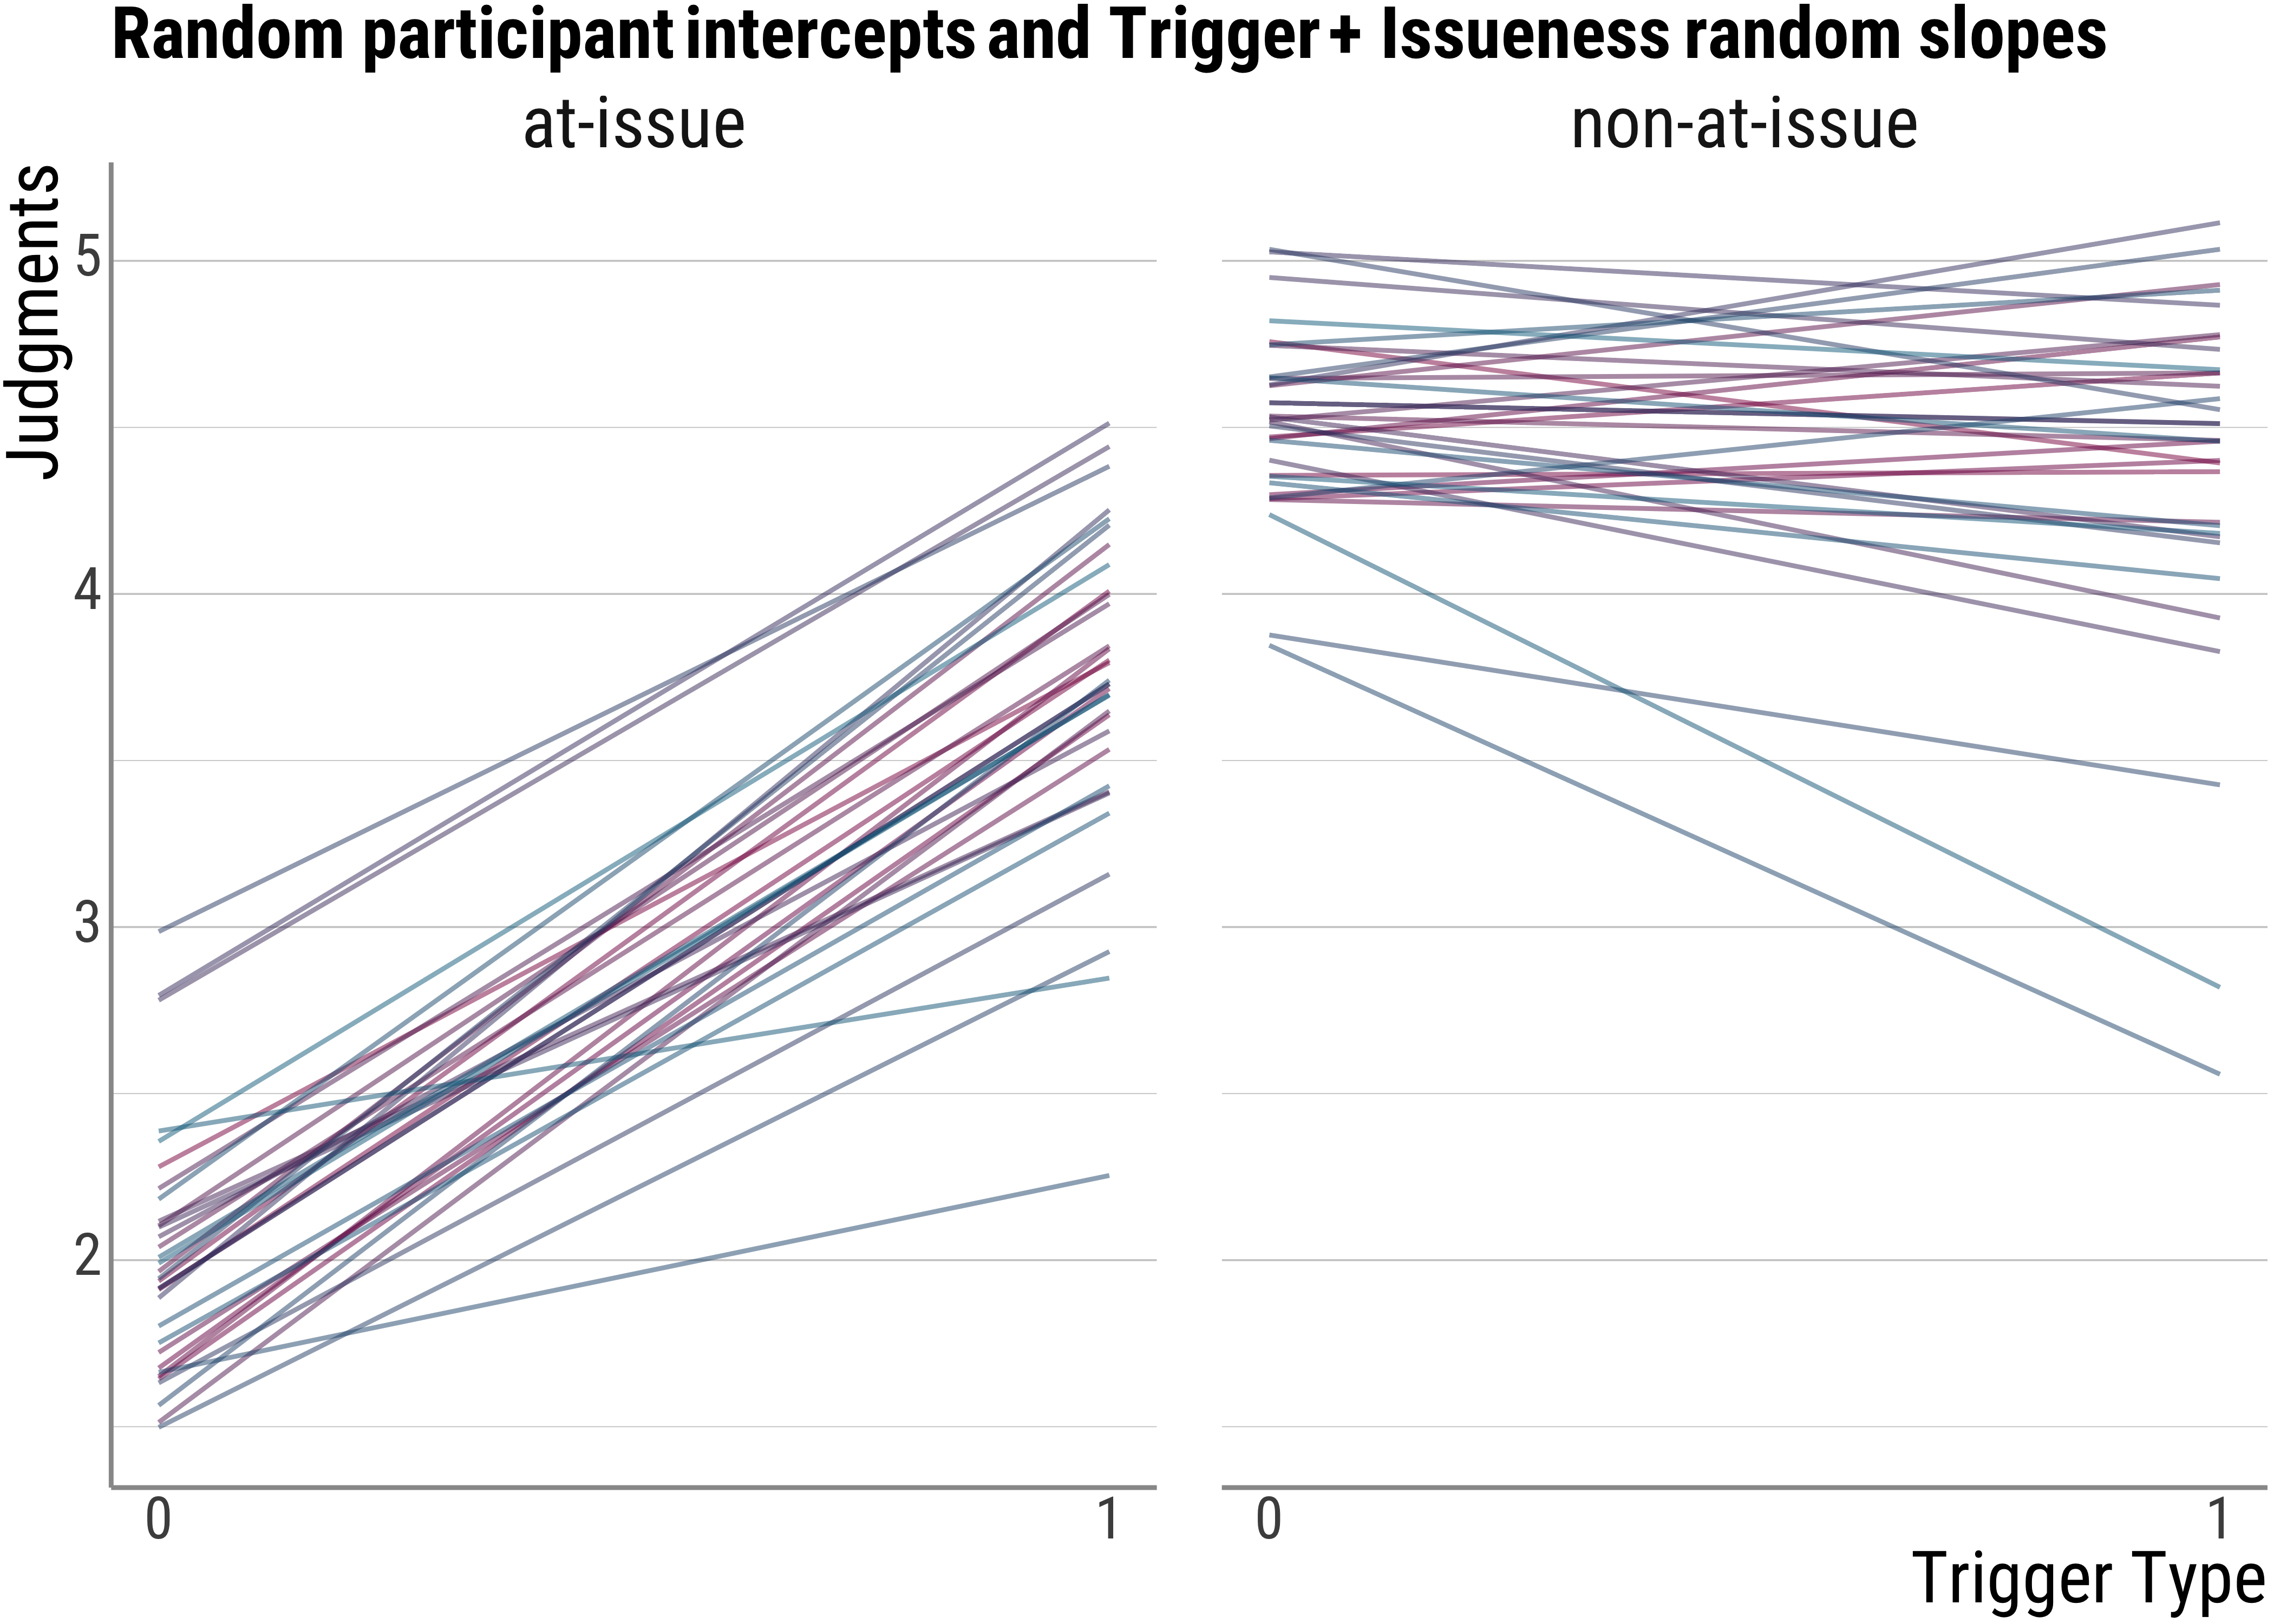 Random participant intercepts and Trigger + Issueness random slopes
at-issue non-at-issue
Judgments
5
4
3
2
0 1 0 1
Trigger Type